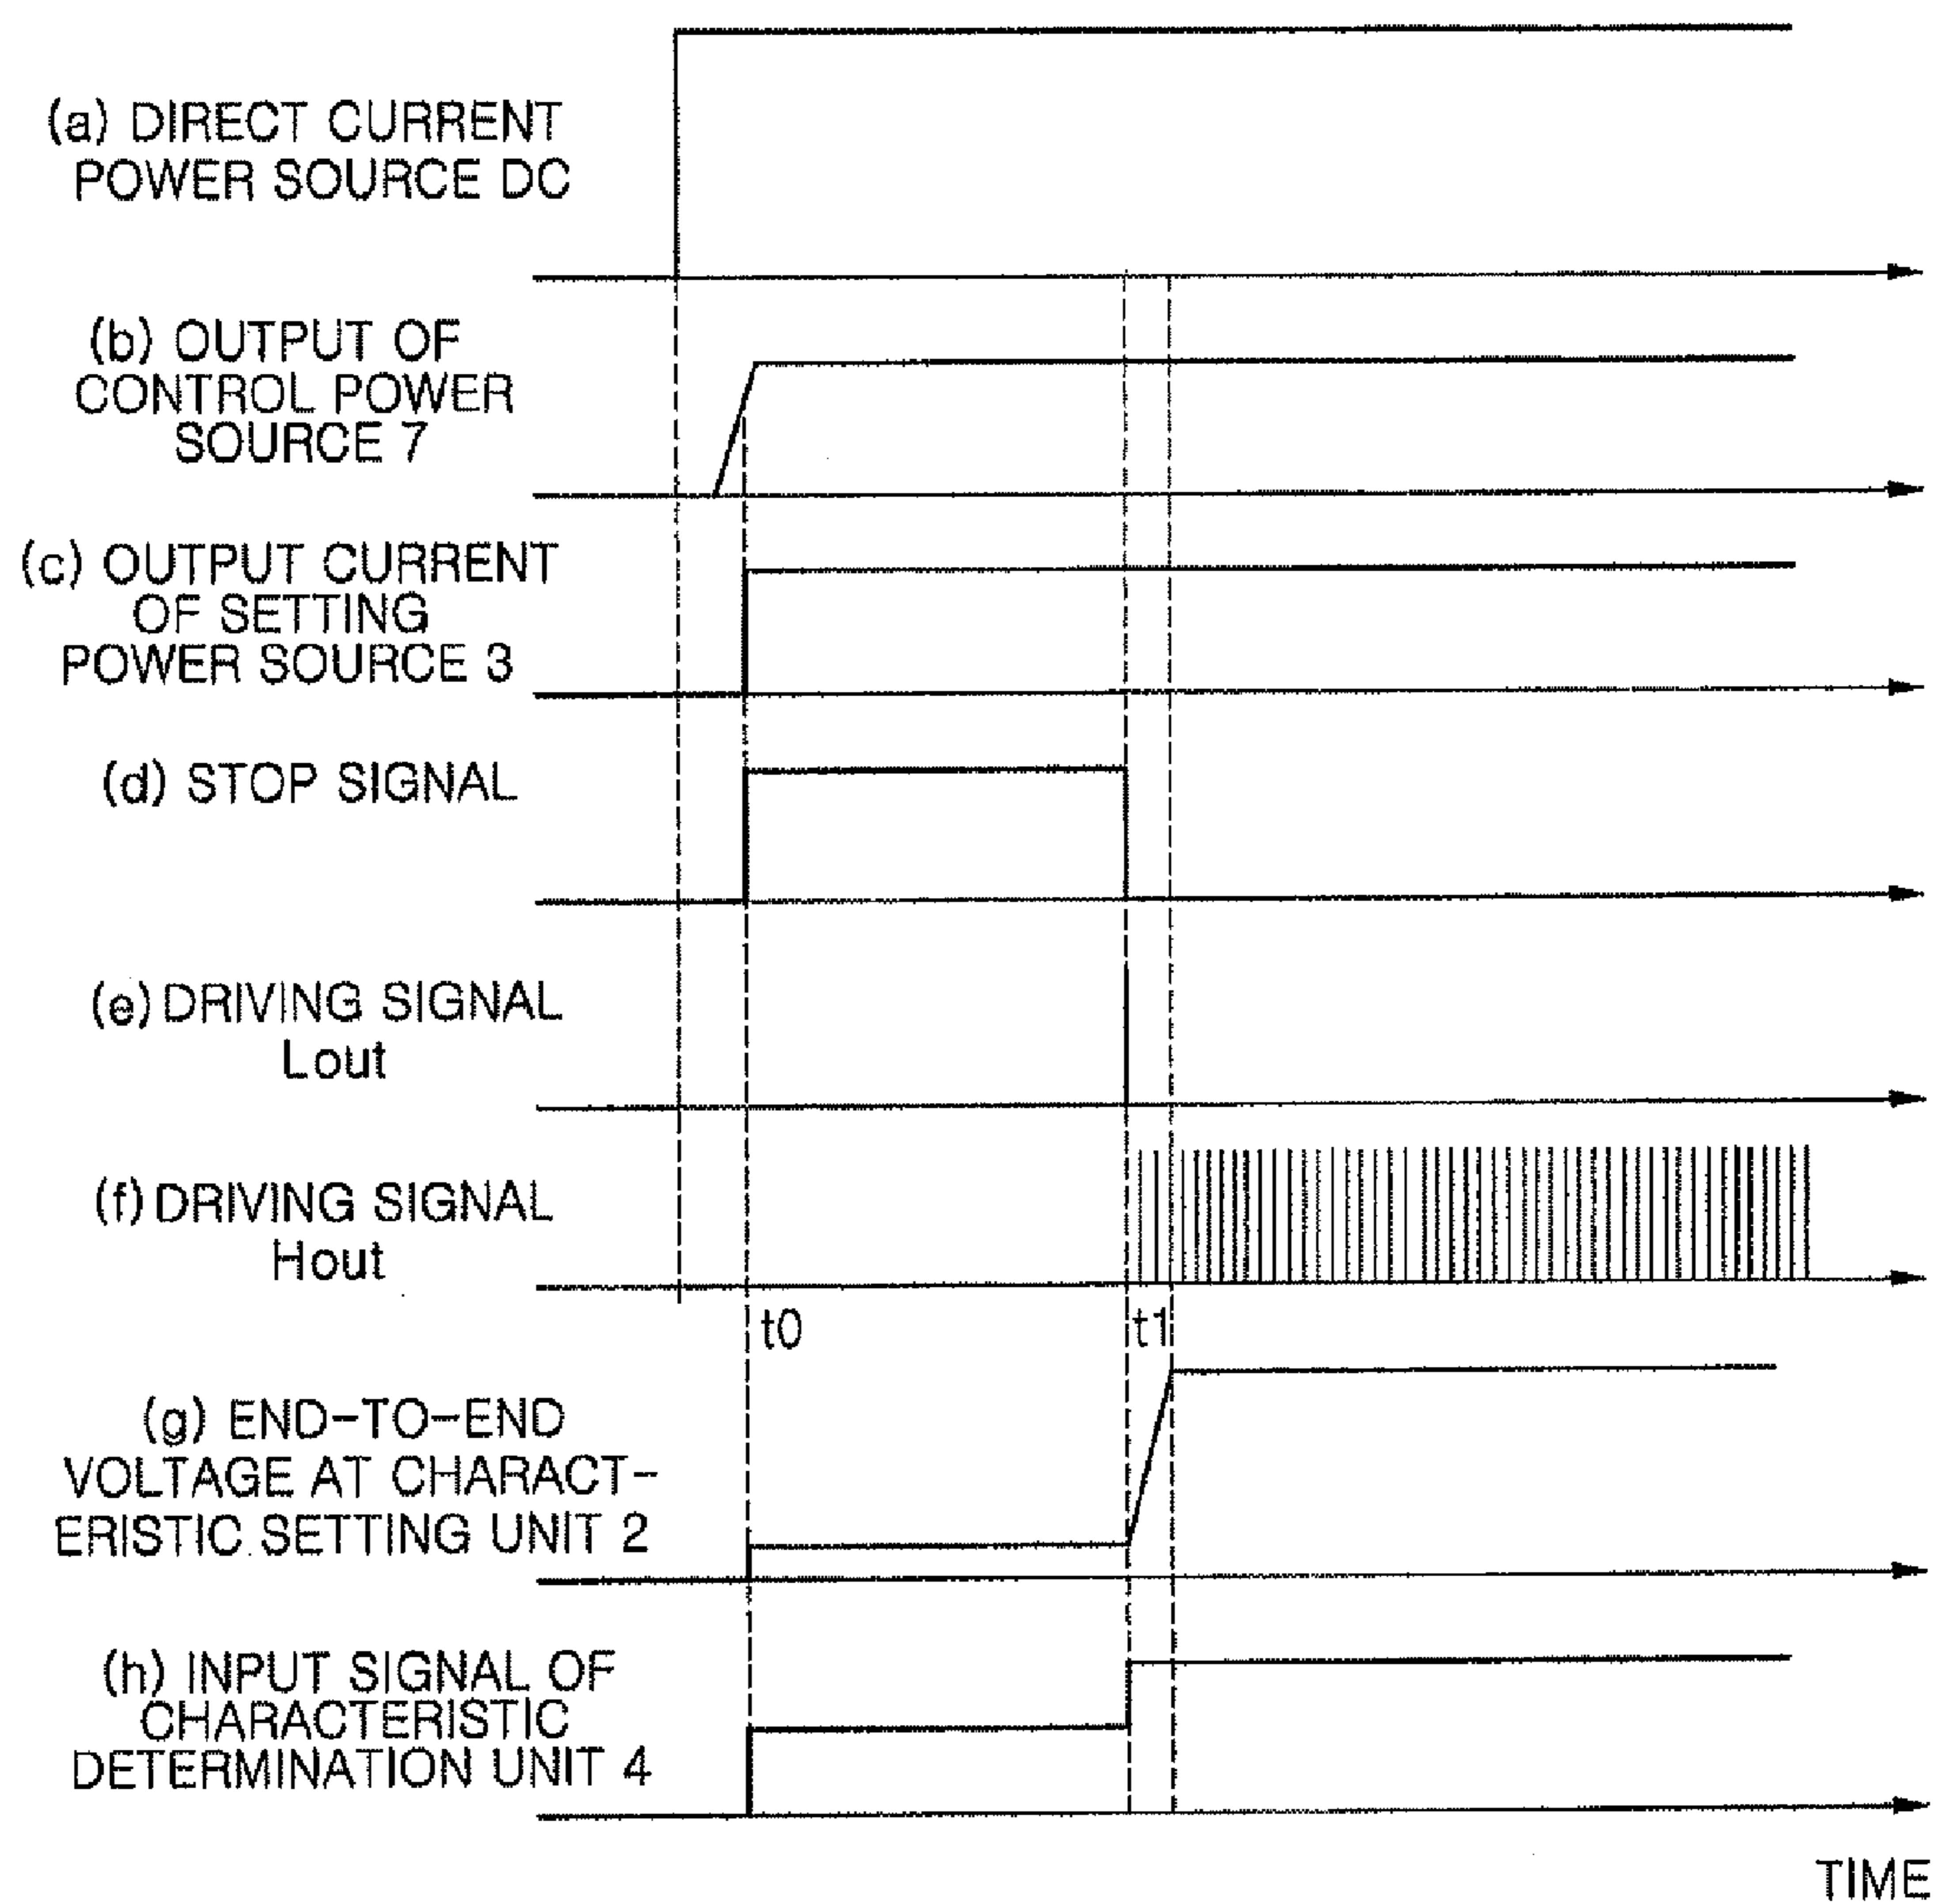 (a) DIRECT CURRENT
POWER SOURCE DC
(b) OUTPUT OF
CONTROL POWER
SOURCE 7
(c) OUTPUT CURRENT
OF SETTING
POWER SOURCE 3
(d) STOP SIGNAL
(e) DRIVING SIGNAL
Lout
(f) DRIVING SIGNAL
Hout
t0
t1
(g) END-TO-END
VOLTAGE AT CHARACT-
ERISTIC SETTING UNIT 2
(h) INPUT SIGNAL OF
CHARACTERISTIC
DETERMINATION UNIT 4
TIME